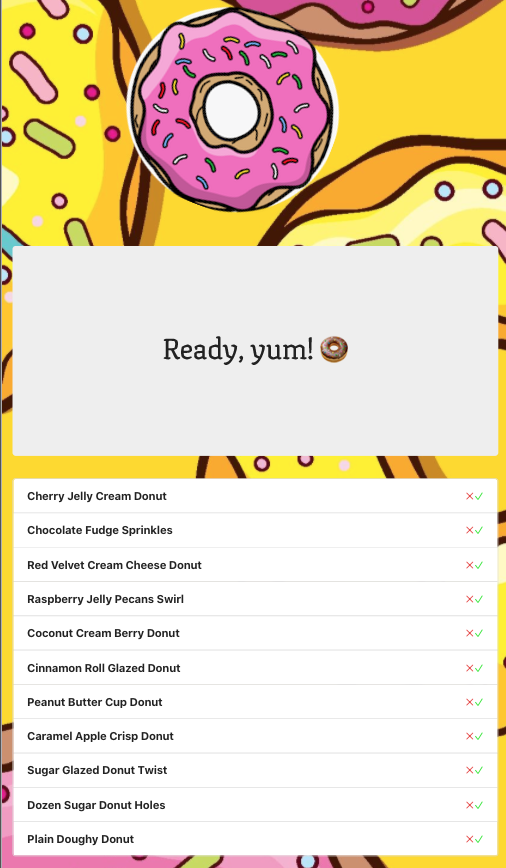 Ready, yum! 🍩
Cherry Jelly Cream Donut
Chocolate Fudge Sprinkles
Red Velvet Cream Cheese Donut
Raspberry Jelly Pecans Swirl
Coconut Cream Berry Donut
Cinnamon Roll Glazed Donut
Peanut Butter Cup Donut
Caramel Apple Crisp Donut
Sugar Glazed Donut Twist
Dozen Sugar Donut Holes
Plain Doughy Donut